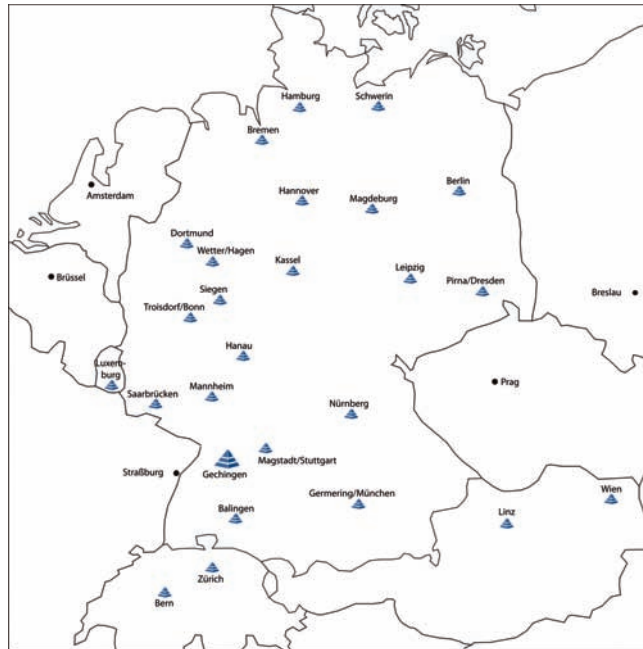 Hamburg
Schwerin
Bremen
Berlin
Amsterdam
Hannover
Magdeburg
Dortmund
Wetter/Hagen
Kassel
Leipzig
Brüssel
Pirna/Dresden
Breslau
Siegen
Troisdorf/Bonn
Hanau
Luxem-
burg
Saarbrücken
Mannheim
Prag
Nürnberg
Straßburg
Gechingen
Magstadt/Stuttgart
Germering/München
Wien
Balingen
Linz
Zürich
Bern